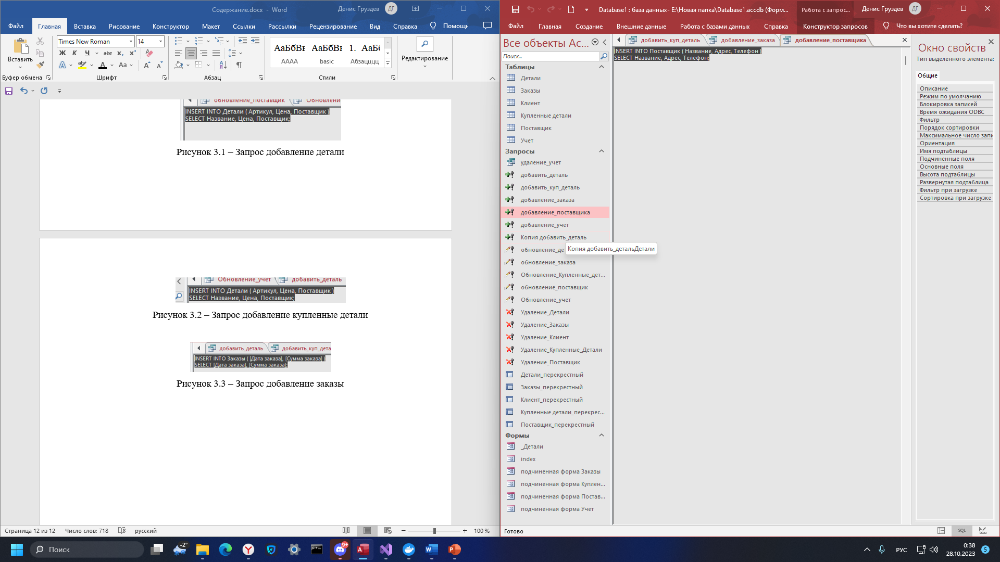 Содержание.docx - Word
Денис Груздев
ДГ
Файл
Главная
Вставка
Рисование
Конструктор
Макет
Ссылки
Рассылки
Рецензирование
Вид
Справка
Вставить
Буфер обмена
Times New Roman
14
Ж К Ч abc x₂ x²
A A Aa A A
Шрифт
Абзац
АаБбВ
АаБбВ
1. АаБ
АААА
basic
Абзацццц
Стили
Редактирование
обновление_поставщик
INSERT INTO Детали ( Артикул, Цена, Поставщик )
SELECT Название, Цена, Поставщик;
Рисунок 3.1 – Запрос добавление детали
Обновление_учет
добавить_деталь
INSERT INTO Детали ( Артикул, Цена, Поставщик )
SELECT Название, Цена, Поставщик;
Рисунок 3.2 – Запрос добавление купленные детали
добавить_деталь
добавить_куп_дета
INSERT INTO Заказы ( [Дата заказа], [Сумма заказа] )
SELECT [Дата заказа], [Сумма заказа];
Рисунок 3.3 – Запрос добавление заказы
Страница 12 из 12
Число слов: 718
русский
100 %
Database1 : база данных- E:\Новая папка\Database1.accdb (Форм...
Работа с запрос...
Денис Груздев
ДГ
Файл
Главная
Создание
Внешние данные
Работа с базами данных
Справка
Конструктор запросов
Что вы хотите сделать?
Все объекты Ac...
Поиск...
Таблицы
Детали
Заказы
Клиент
Купленные детали
Поставщик
Учет
Запросы
удаление_учет
добавить_деталь
добавить_куп_деталь
добавление_заказа
добавление_поставщика
добавление_учет
Копия добавить_деталь
Копия добавить_детальДетали
обновление_заказа
Обновление_Купленные_дет...
обновление_поставщик
Обновление_учет
Удаление_Детали
Удаление_Заказы
Удаление_Клиент
Удаление_Купленные_Детали
Удаление_Поставщик
Детали_перекрестный
Заказы_перекрестный
Клиент_перекрестный
Купленные детали_перекрес...
Поставщик_перекрестный
Формы
_Детали
index
подчиненная форма Заказы
подчиненная форма Куплен...
подчиненная форма Постав...
подчиненная форма Учет
добавить_куп_деталь
добавление_заказа
добавление_поставщика
INSERT INTO Поставщик ( Название, Адрес, Телефон )
SELECT Название, Адрес, Телефон;
Окно свойств
Тип выделенного элемента:
Общие
Описание
Режим по умолчанию
Блокировка записей
Время ожидания ODBC
Фильтр
Порядок сортировки
Максимальное число запи
Ориентация
Имя подтаблицы
Подчиненные поля
Основные поля
Высота подтаблицы
Развернутая подтаблица
Фильтр при загрузке
Сортировка при загрузке
Готово
SQL
Поиск
-2°
9+
РУС
0:38
28.10.2023
5